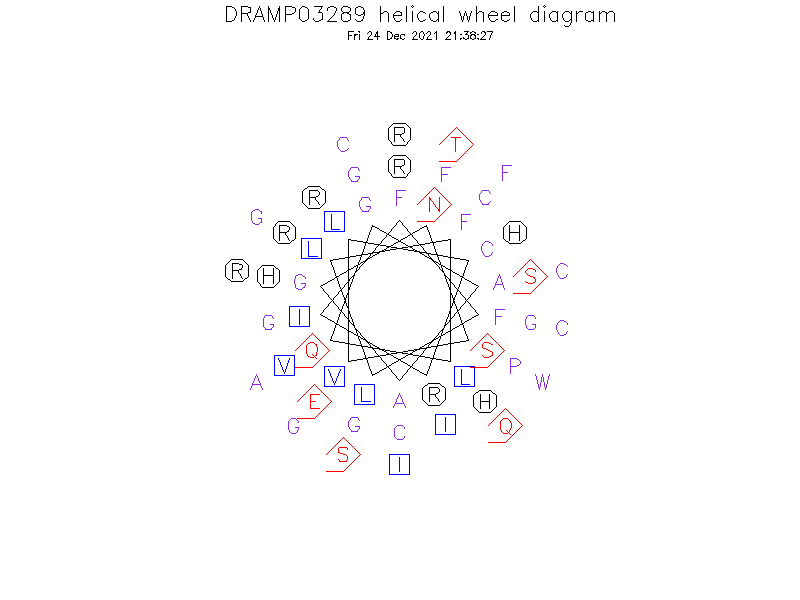 DRAMP03289 helical wheel diagram
Fri 24 Dec 2021 21:38:27
C R T
G R F F
R G F N C
G L F
R L C H
R H G A S C
G I F G C
Q S
V V L P
A W
E L A R H
G G C I Q
S I